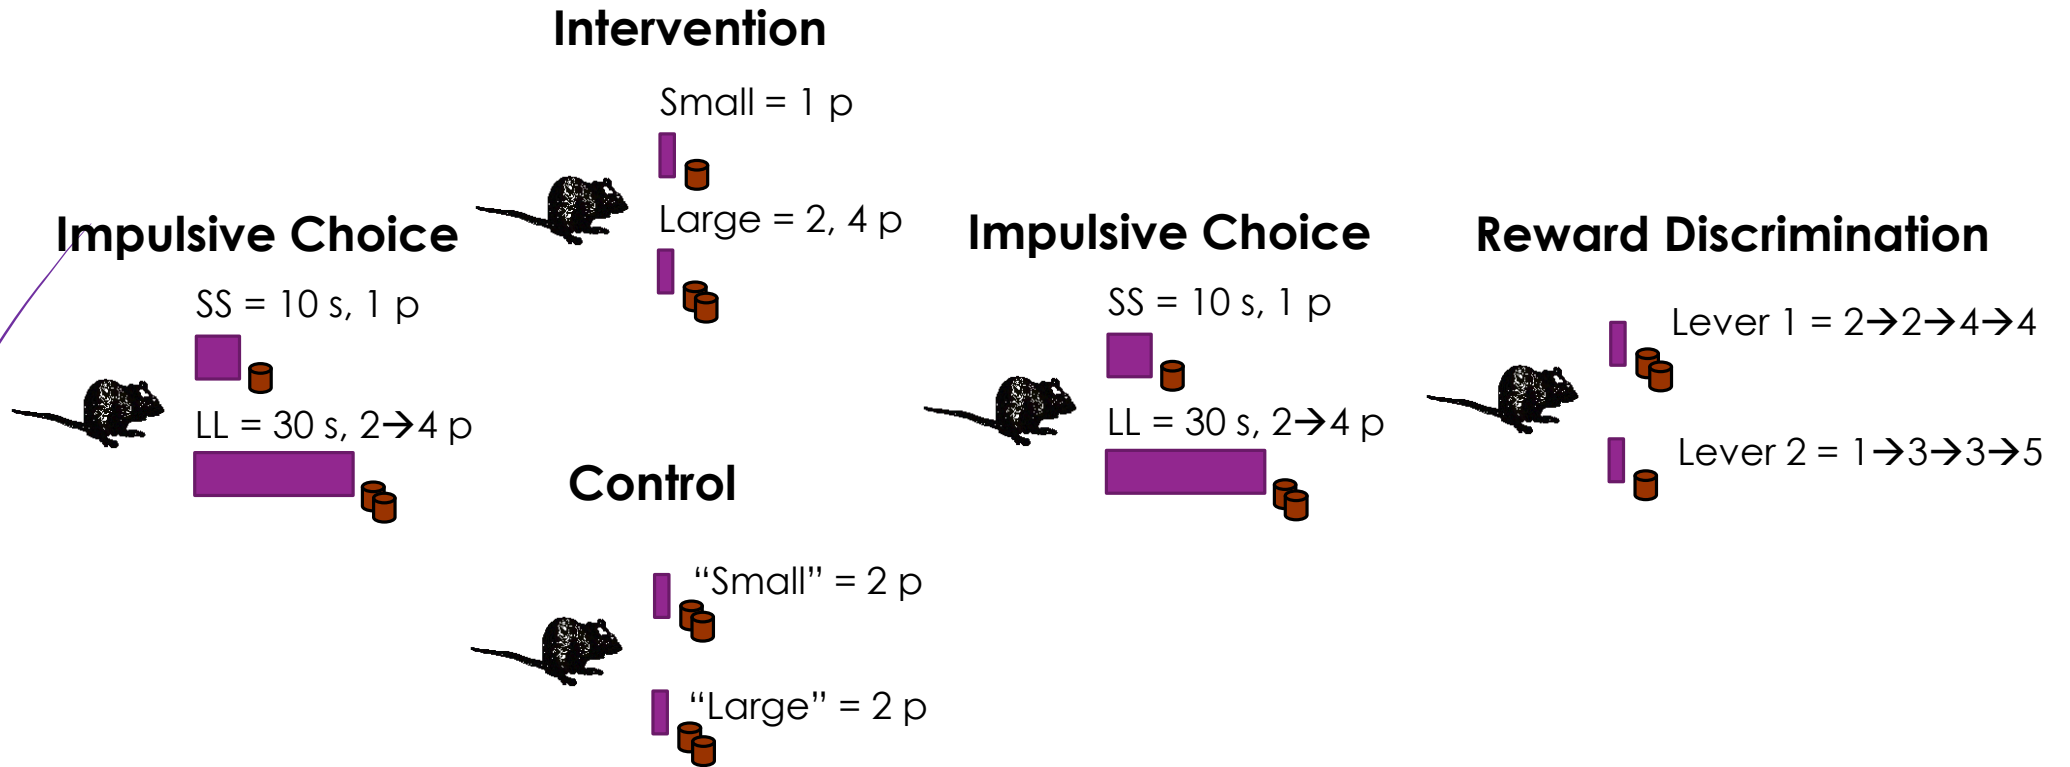 Impulsive Choice
SS = 10 s, 1 p
LL = 30 s, 2→4 p
Intervention
Small = 1 p
Large = 2, 4 p
Control
“Small” = 2 p
“Large” = 2 p
Impulsive Choice
SS = 10 s, 1 p
LL = 30 s, 2→4 p
Reward Discrimination
Lever 1 = 2→2→4→4
Lever 2 = 1→3→3→5